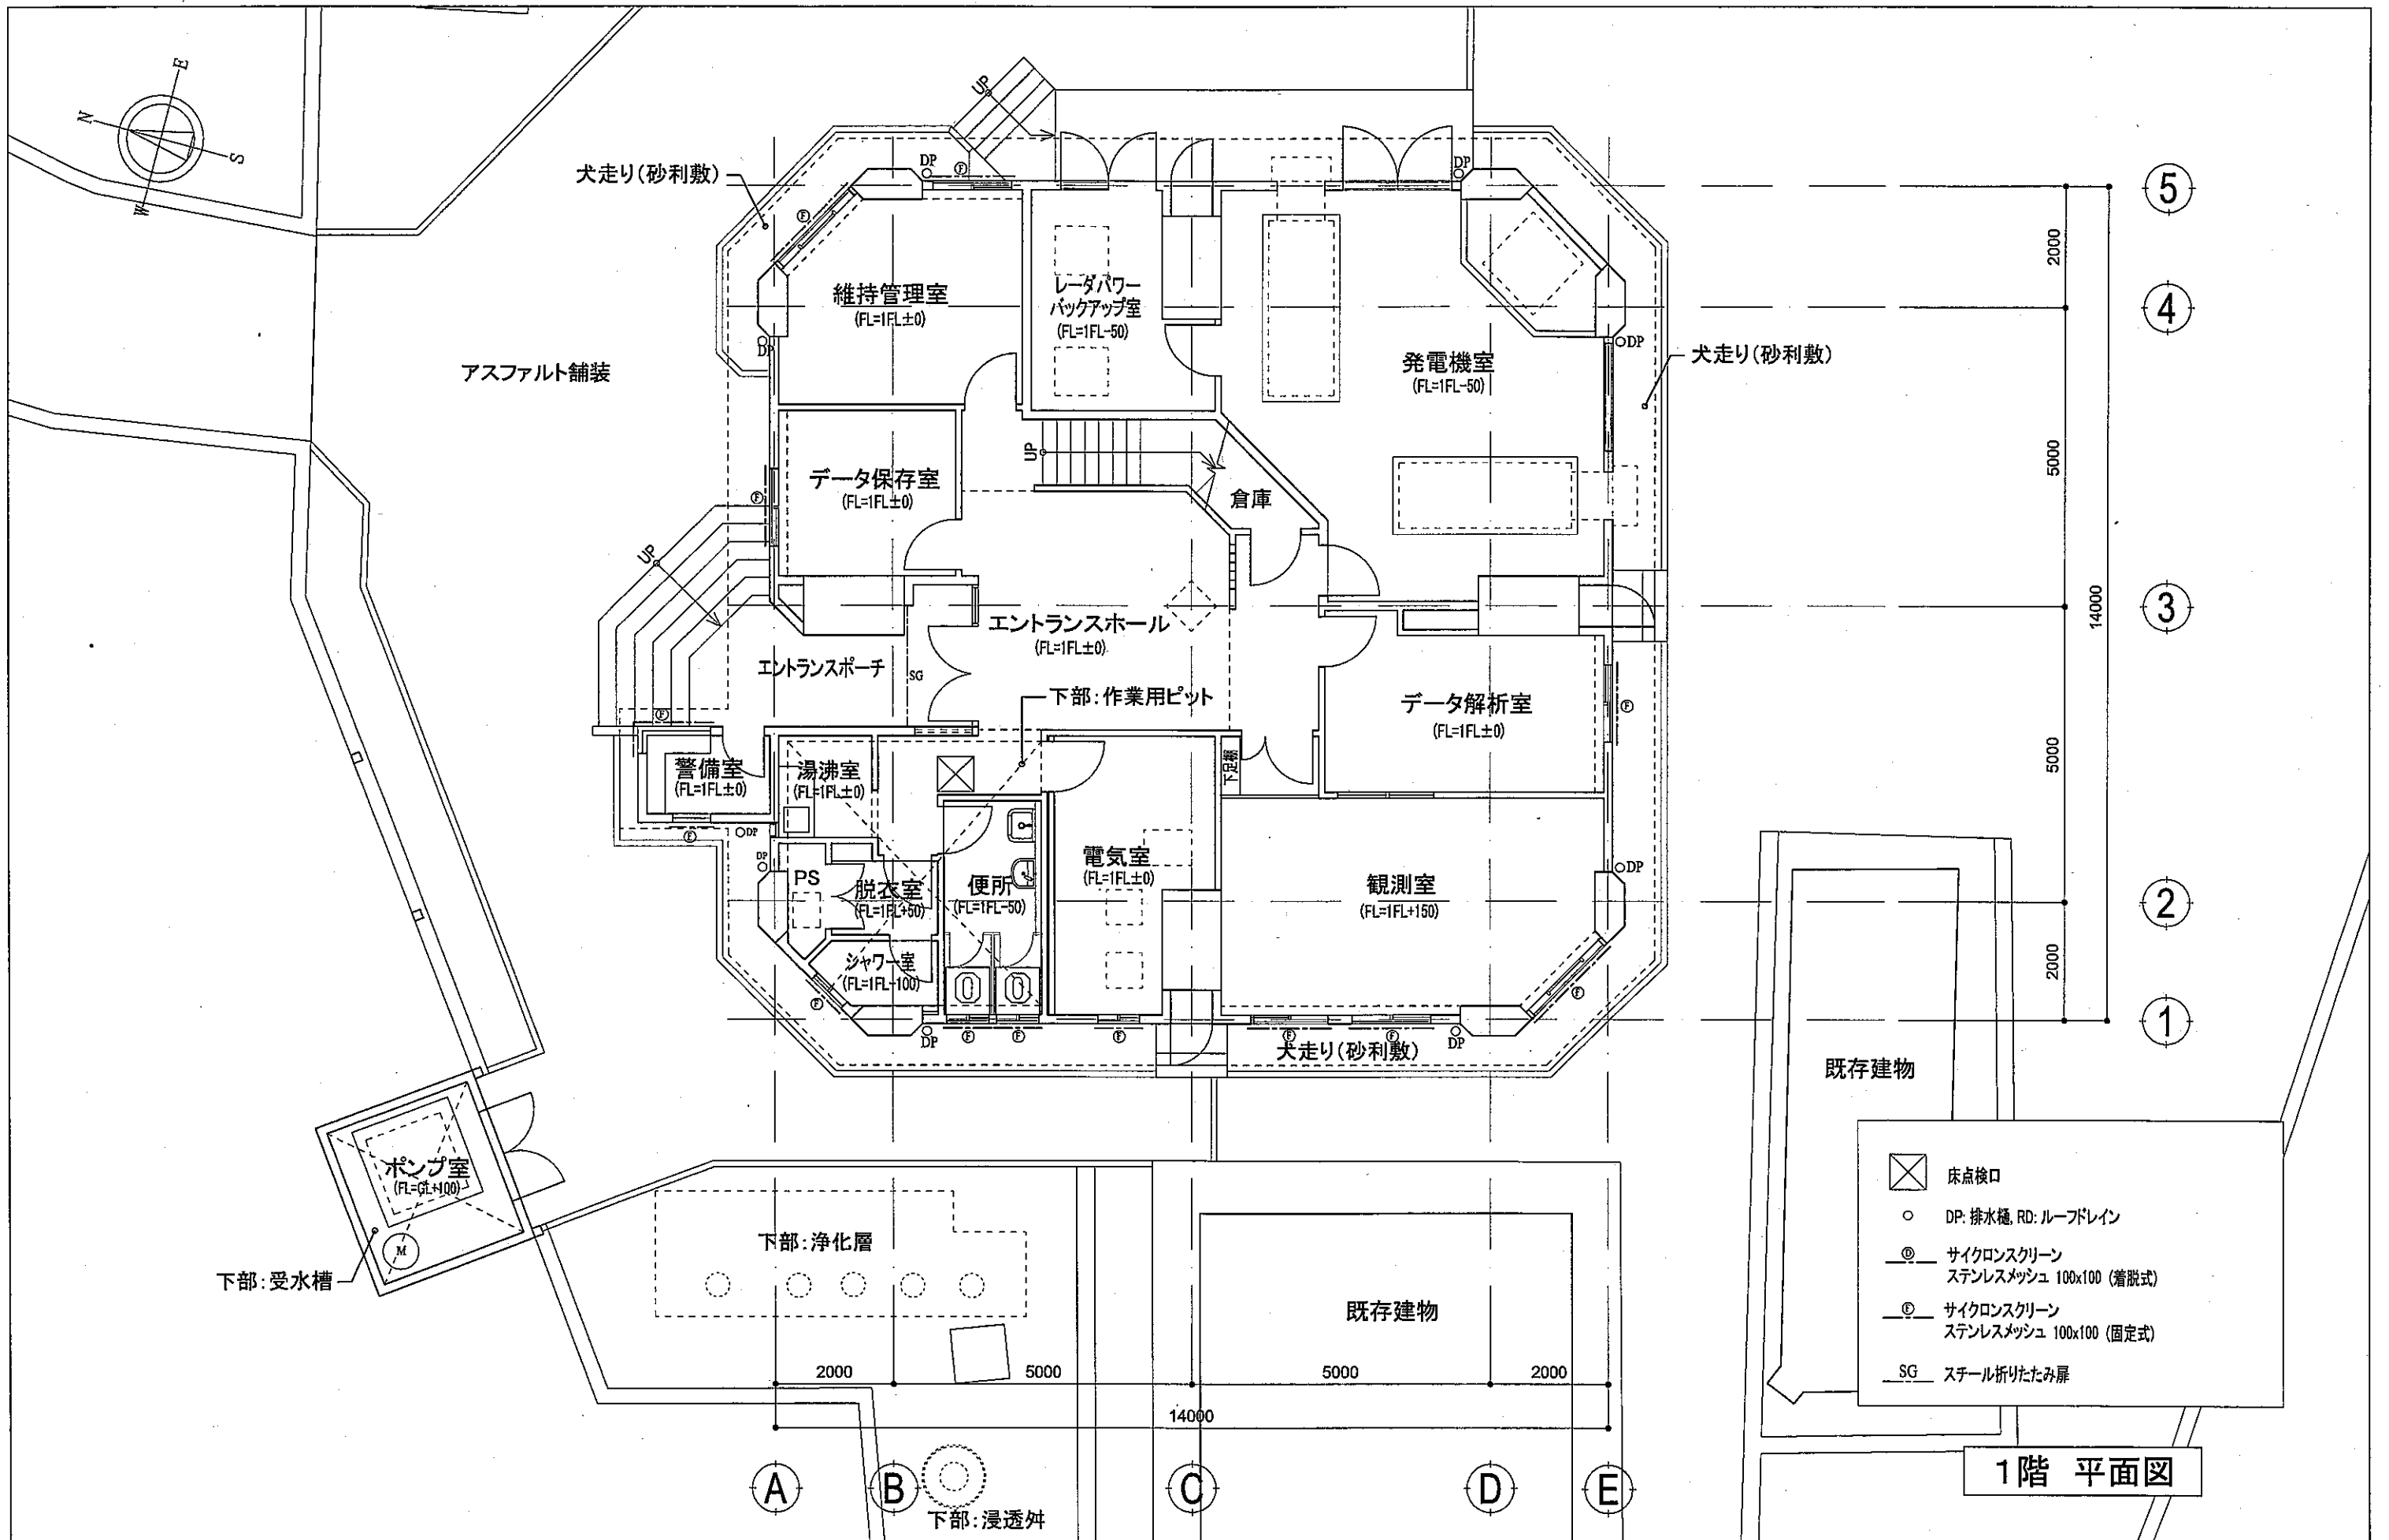 E
N
S
W
UP
DP
Ⓕ
DP
犬走り(砂利敷)
Ⓕ
5
2000
維持管理室
(FL=1FL±0)
レーダパワー
バックアップ室
(FL=1FL-50)
4
DP
DP
発電機室
(FL=1FL-50)
犬走り(砂利敷)
アスファルト舗装
UP
5000
データ保存室
(FL=1FL±0)
Ⓕ
倉庫
UP
14000
3
エントランスホール
(FL=1FL±0)
エントランスポーチ
SG
下部:作業用ピット
データ解析室
(FL=1FL±0)
Ⓕ
Ⓕ
5000
警備室
(FL=1FL±0)
湯沸室
(FL=1FL±0)
下足棚
Ⓕ
DP
DP
PS
脱衣室
(FL=1FL+50)
便所
(FL=1FL-50)
電気室
(FL=1FL±0)
観測室
(FL=1FL+150)
DP
2
シャワー室
(FL=1FL-100)
Ⓕ
Ⓕ
2000
1
DP
Ⓕ
Ⓕ
Ⓕ
Ⓕ
Ⓕ
DP
犬走り(砂利敷)
既存建物
ポンプ室
(FL=GL+100)
M
下部:受水槽
下部:浄化層
既存建物
床点検口
DP: 排水樋, RD: ルーフドレイン
Ⓓ サイクロンスクリーン
ステンレスメッシュ 100x100 (着脱式)
Ⓕ サイクロンスクリーン
ステンレスメッシュ 100x100 (固定式)
SG スチール折りたたみ扉
2000 5000 5000 2000
14000
A B C D E
下部:浸透舛
1階 平面図